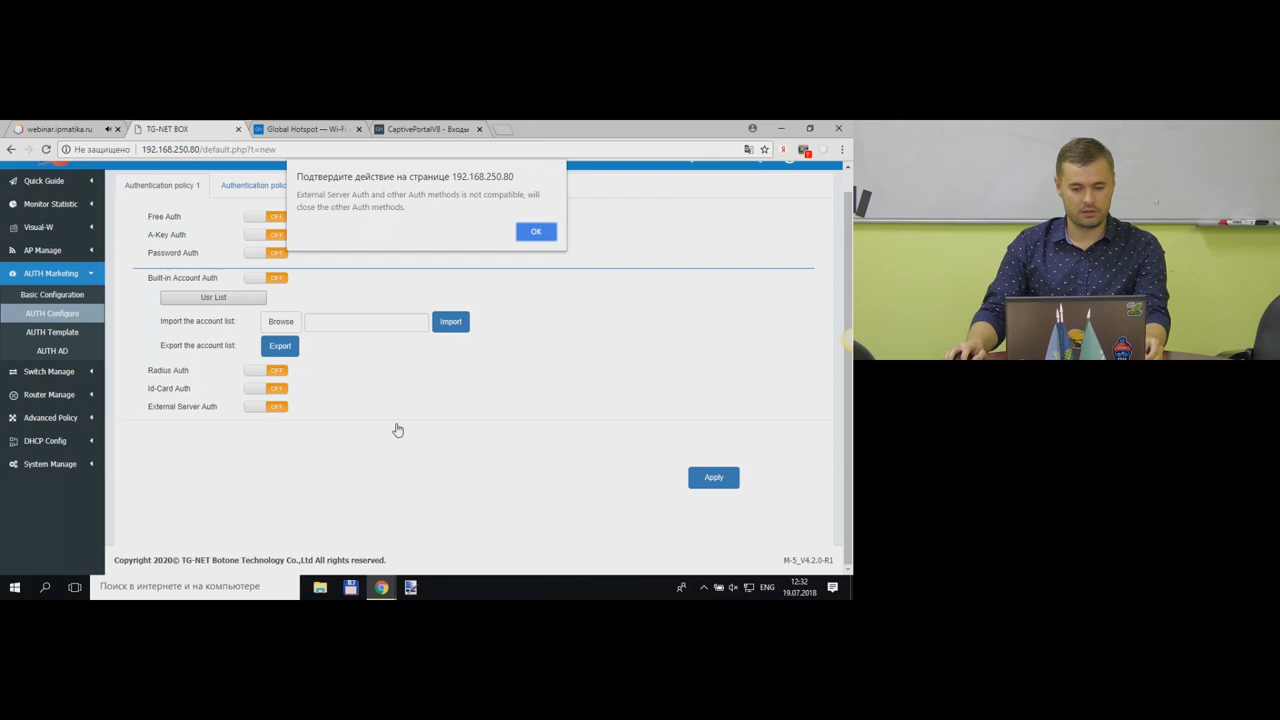 webinar.ipmatika.ru
TG-NET BOX
Global Hotspot — Wi-Fi
CaptivePortalV8 - Входы
Не защищено
192.168.250.80/default.php?t=new
Quick Guide
Monitor Statistic
Visual-W
AP Manage
AUTH Marketing
Basic Configuration
AUTH Configure
AUTH Template
AUTH AD
Switch Manage
Router Manage
Advanced Policy
DHCP Config
System Manage
Authentication policy 1
Authentication polic
Подтвердите действие на странице 192.168.250.80
External Server Auth and other Auth methods is not compatible, will
close the other Auth methods.
OK
Free Auth
OFF
A-Key Auth
OFF
Password Auth
OFF
Built-in Account Auth
OFF
Usr List
Import the account list:
Browse
Import
Export the account list:
Export
Radius Auth
OFF
Id-Card Auth
OFF
External Server Auth
OFF
Apply
Copyright 2020© TG-NET Botone Technology Co.,Ltd All rights reserved.
M-5_V4.2.0-R1
Поиск в интернете и на компьютере
ENG
12:32
19.07.2018